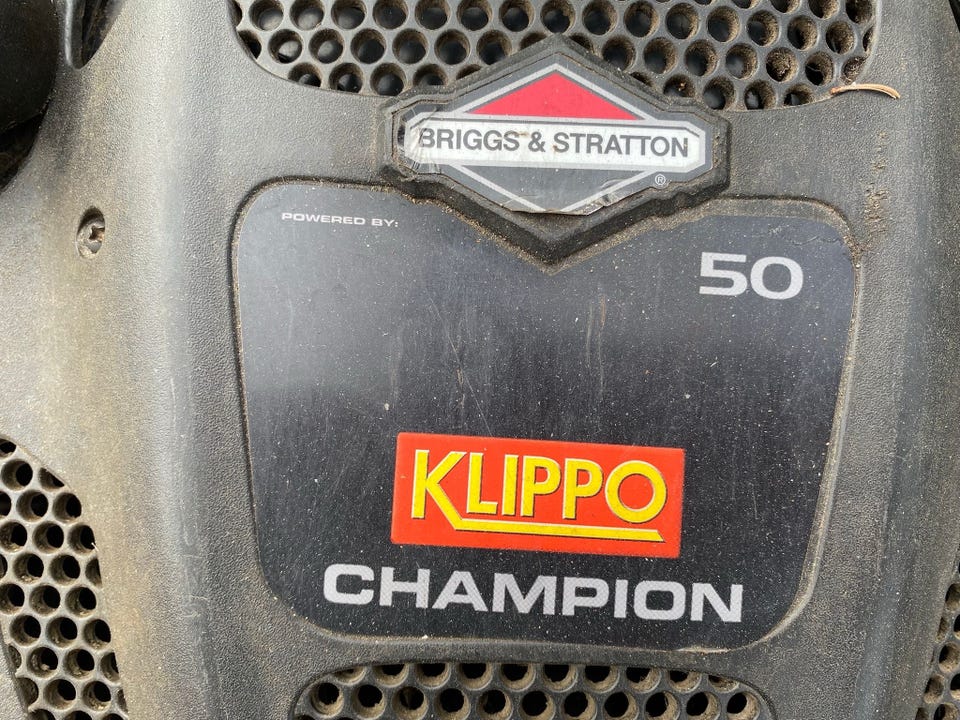 BRIGGS & STRATTON
®
POWERED BY:
50
KLIPPO
CHAMPION